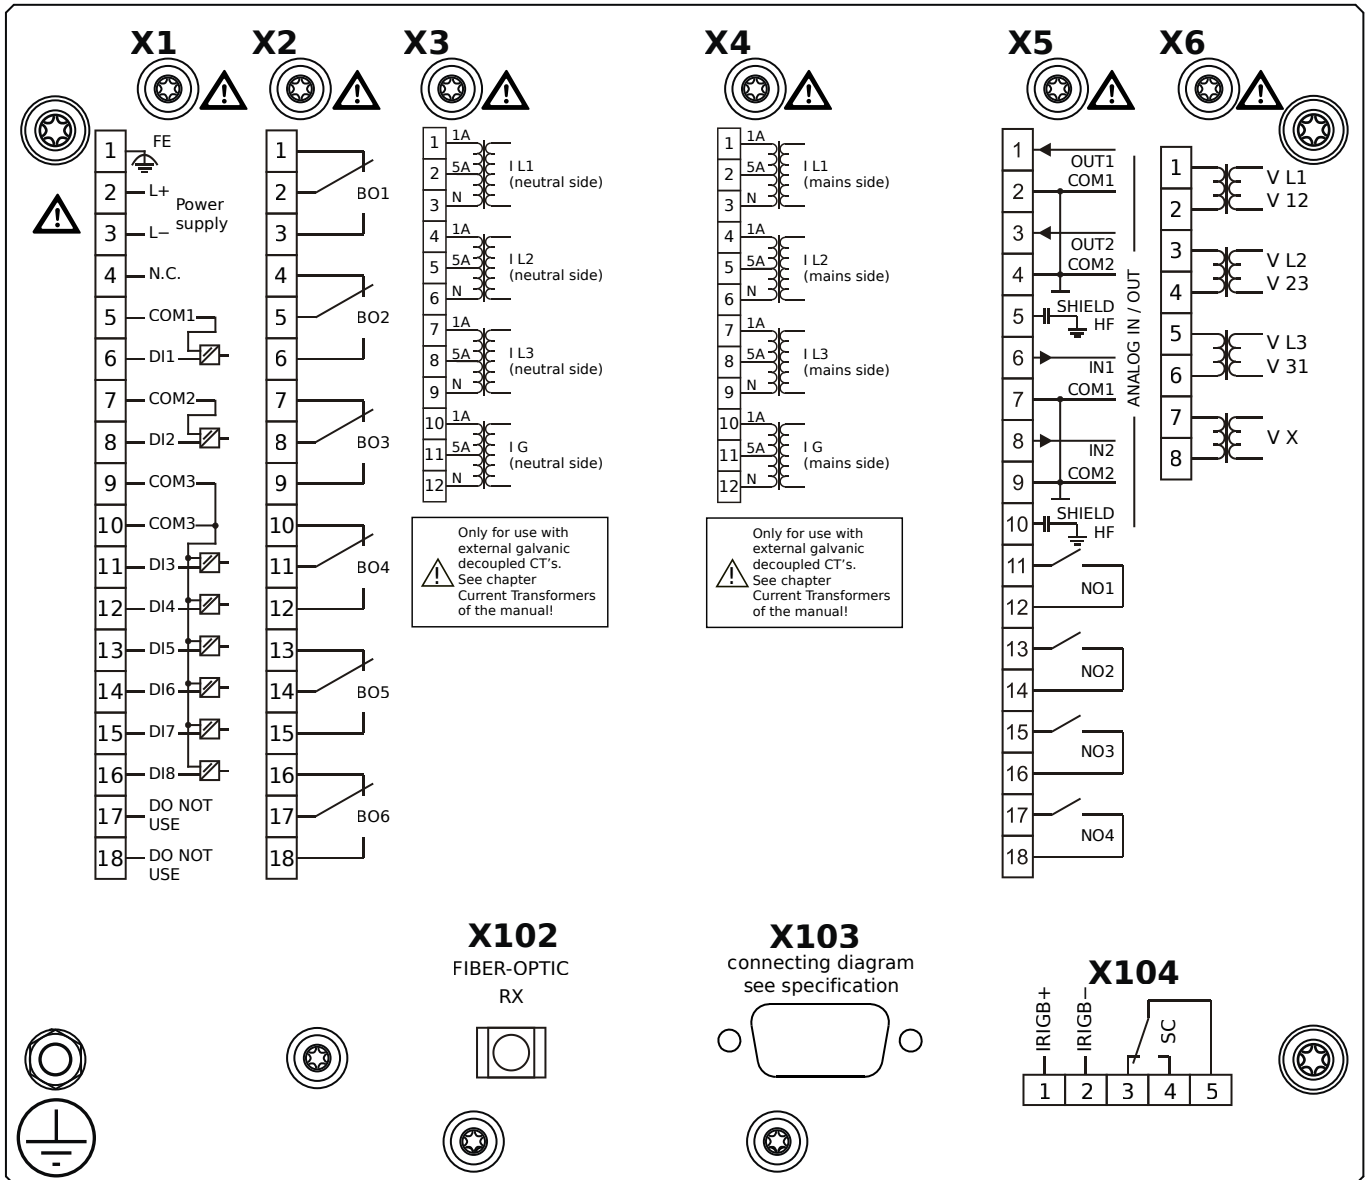 X1
X2
X3
X4
X5
X6
1
FE
2
L+
Power
supply
3
L−
4
N.C.
5
COM1
6
DI1
7
COM2
8
DI2
9
COM3
10
COM3
11
DI3
12
DI4
13
DI5
14
DI6
15
DI7
16
DI8
17
DO NOT
USE
18
DO NOT
USE
1
2
BO1
3
4
5
BO2
6
7
8
BO3
9
10
11
BO4
12
13
14
BO5
15
16
17
BO6
18
1
1A
2
5A
I L1
(neutral side)
3
N
4
1A
5
5A
I L2
(neutral side)
6
N
7
1A
8
5A
I L3
(neutral side)
9
N
10
1A
11
5A
I G
(neutral side)
12
N
Only for use with
external galvanic
decoupled CT's.
See chapter
Current Transformers
of the manual!
1
1A
2
5A
I L1
(mains side)
3
N
4
1A
5
5A
I L2
(mains side)
6
N
7
1A
8
5A
I L3
(mains side)
9
N
10
1A
11
5A
I G
(mains side)
12
N
Only for use with
external galvanic
decoupled CT's.
See chapter
Current Transformers
of the manual!
1
OUT1
2
COM1
3
OUT2
4
COM2
5
SHIELD
HF
6
IN1
7
COM1
8
IN2
9
COM2
10
SHIELD
HF
ANALOG IN / OUT
11
NO1
12
13
NO2
14
15
NO3
16
17
NO4
18
1
V L1
2
V 12
3
V L2
4
V 23
5
V L3
6
V 31
7
V X
8
X102
FIBER-OPTIC
RX
X103
connecting diagram
see specification
X104
IRIGB+
IRIGB−
SC
1
2
3
4
5